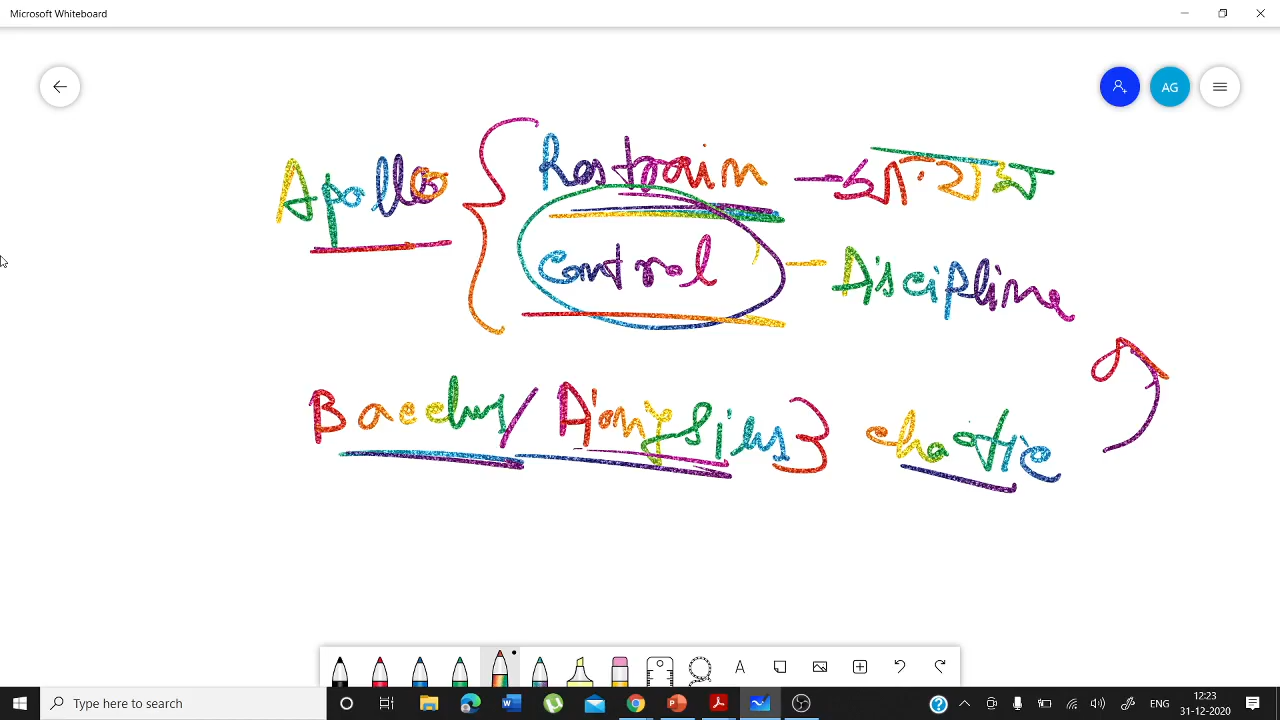 Microsoft Whiteboard
AG
Apollo { Restrain - সংযম
Control - Discipline
Bacchus / Dionysius } chaotic
A
Type here to search
ENG
12:23
31-12-2020